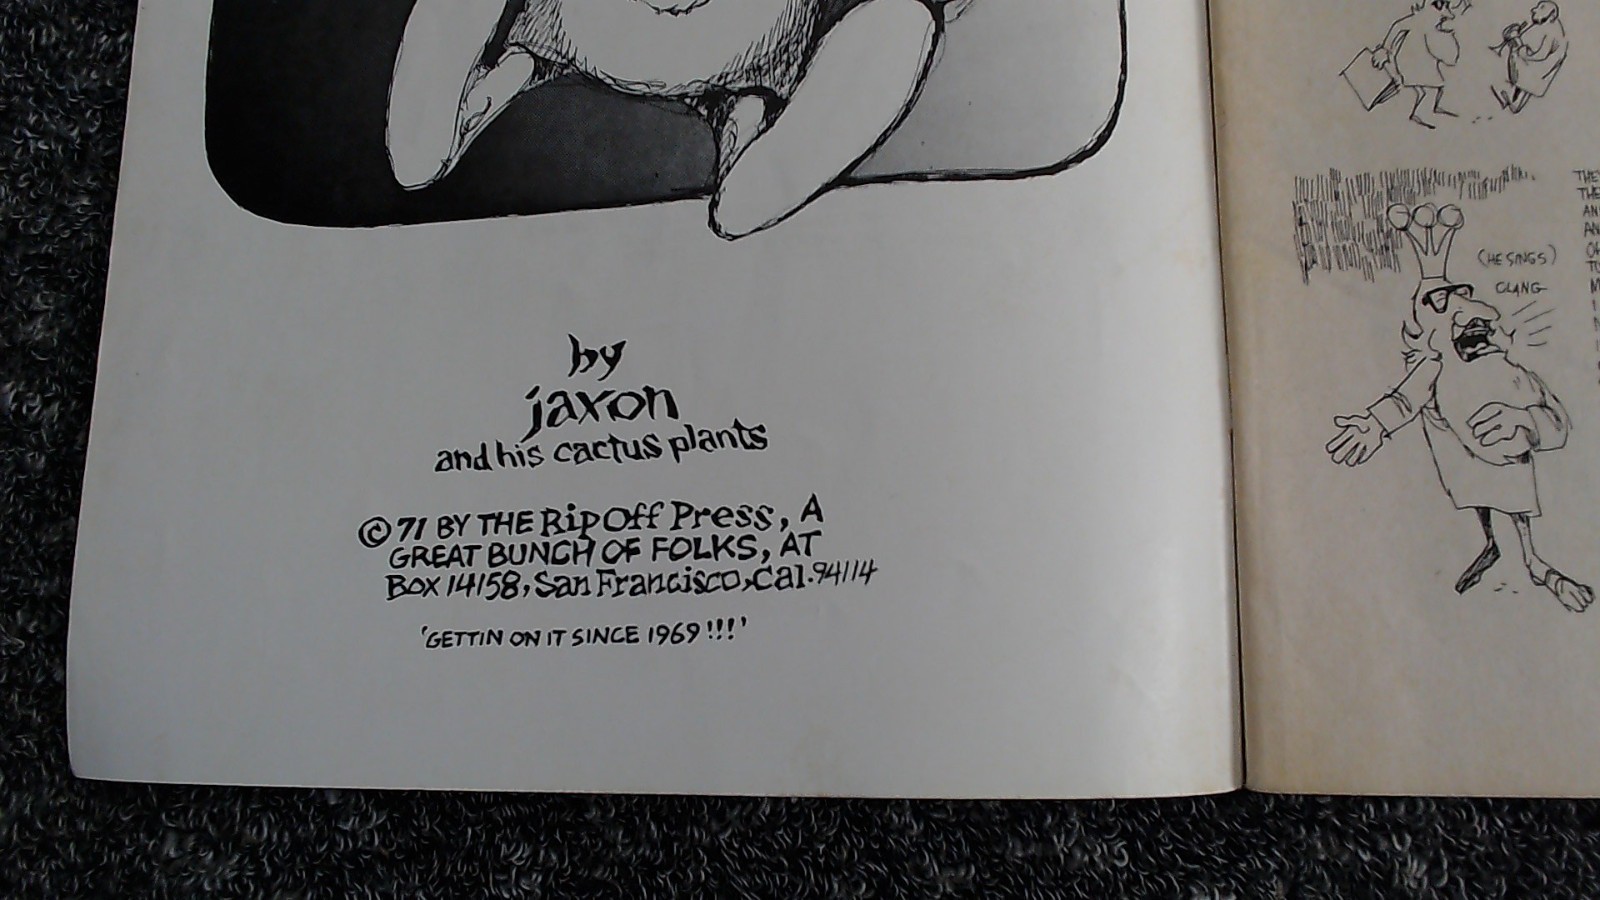 by
jaxon
and his cactus plants
© 71 BY THE Rip Off Press, A
GREAT BUNCH OF FOLKS, AT
BOX 14158, San Francisco, Cal. 94114
'GETTIN ON IT SINCE 1969 !!!'
(HE SINGS)
CLANG